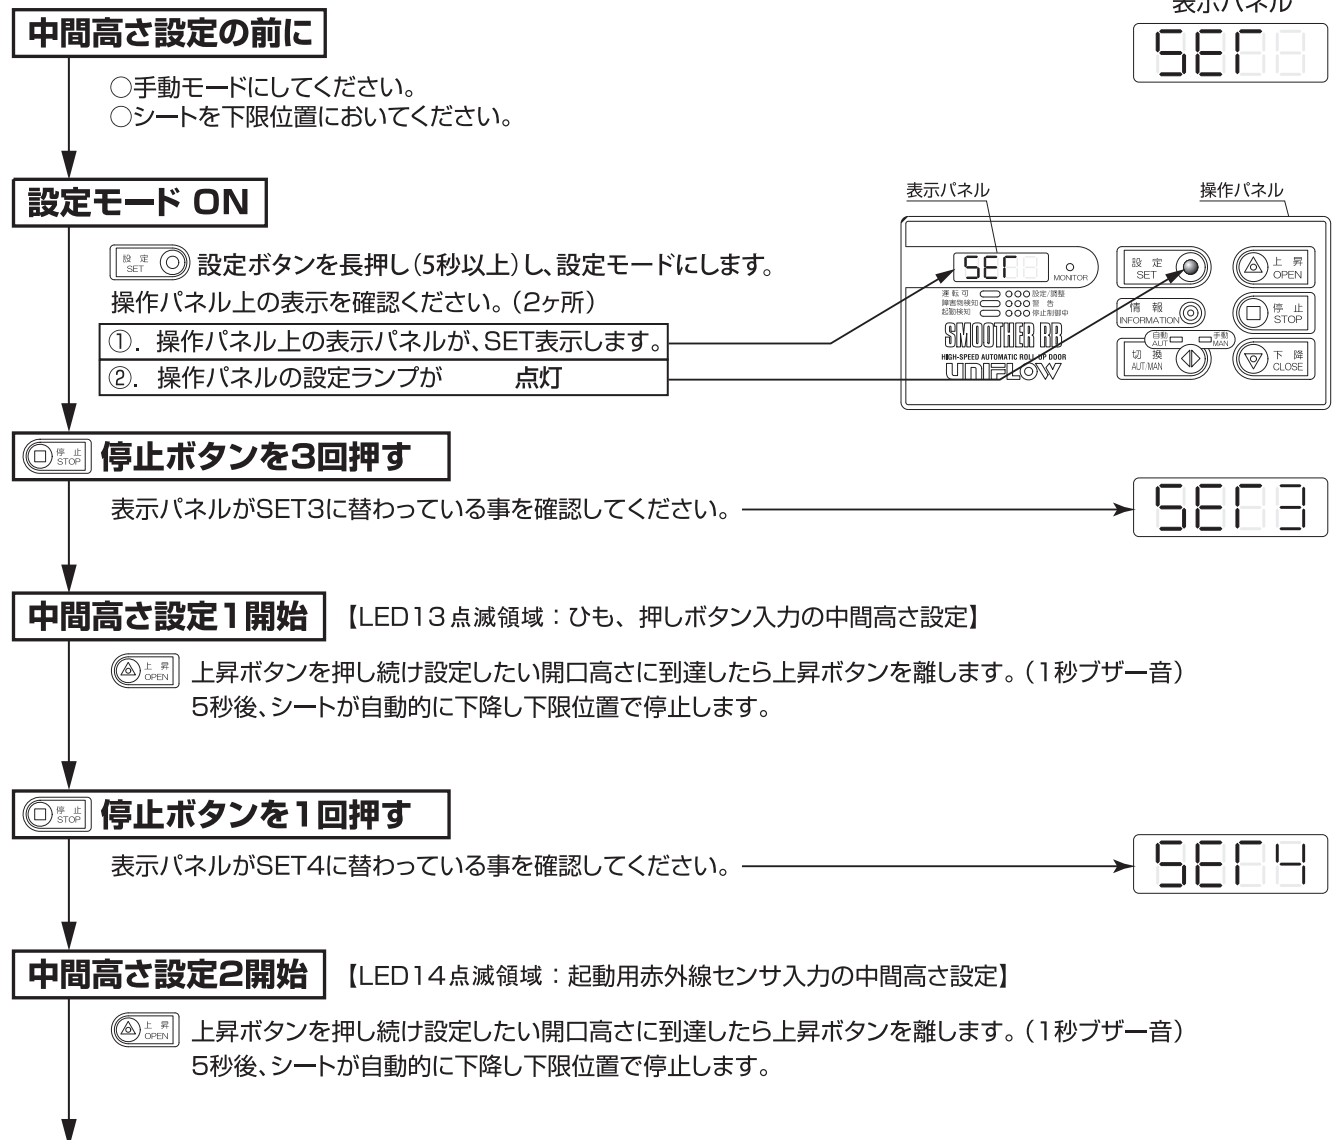 表示パネル
中間高さ設定の前に
SET
○手動モードにしてください。
○シートを下限位置においてください。
設定モード ON
表示パネル
操作パネル
設定 SET 設定ボタンを長押し(5秒以上)し、設定モードにします。
操作パネル上の表示を確認ください。(2ヶ所)
①. 操作パネル上の表示パネルが、SET表示します。
②. 操作パネルの設定ランプが 点灯
SET
MONITOR
運転可 設定/調整
障害物検知 警告
起動検知 停止制御中
SMOOTHER RR
HIGH-SPEED AUTOMATIC ROLL UP DOOR
UNIFLOW
設定 SET
上昇 OPEN
情報 INFORMATION
停止 STOP
自動 AUT
手動 MAN
切換 AUT/MAN
下降 CLOSE
停止 STOP 停止ボタンを3回押す
表示パネルがSET3に替わっている事を確認してください。
SET3
中間高さ設定1開始 【LED13点滅領域:ひも、押しボタン入力の中間高さ設定】
上昇 OPEN 上昇ボタンを押し続け設定したい開口高さに到達したら上昇ボタンを離します。(1秒ブザー音)
5秒後、シートが自動的に下降し下限位置で停止します。
停止 STOP 停止ボタンを1回押す
表示パネルがSET4に替わっている事を確認してください。
SET4
中間高さ設定2開始 【LED14点滅領域:起動用赤外線センサ入力の中間高さ設定】
上昇 OPEN 上昇ボタンを押し続け設定したい開口高さに到達したら上昇ボタンを離します。(1秒ブザー音)
5秒後、シートが自動的に下降し下限位置で停止します。